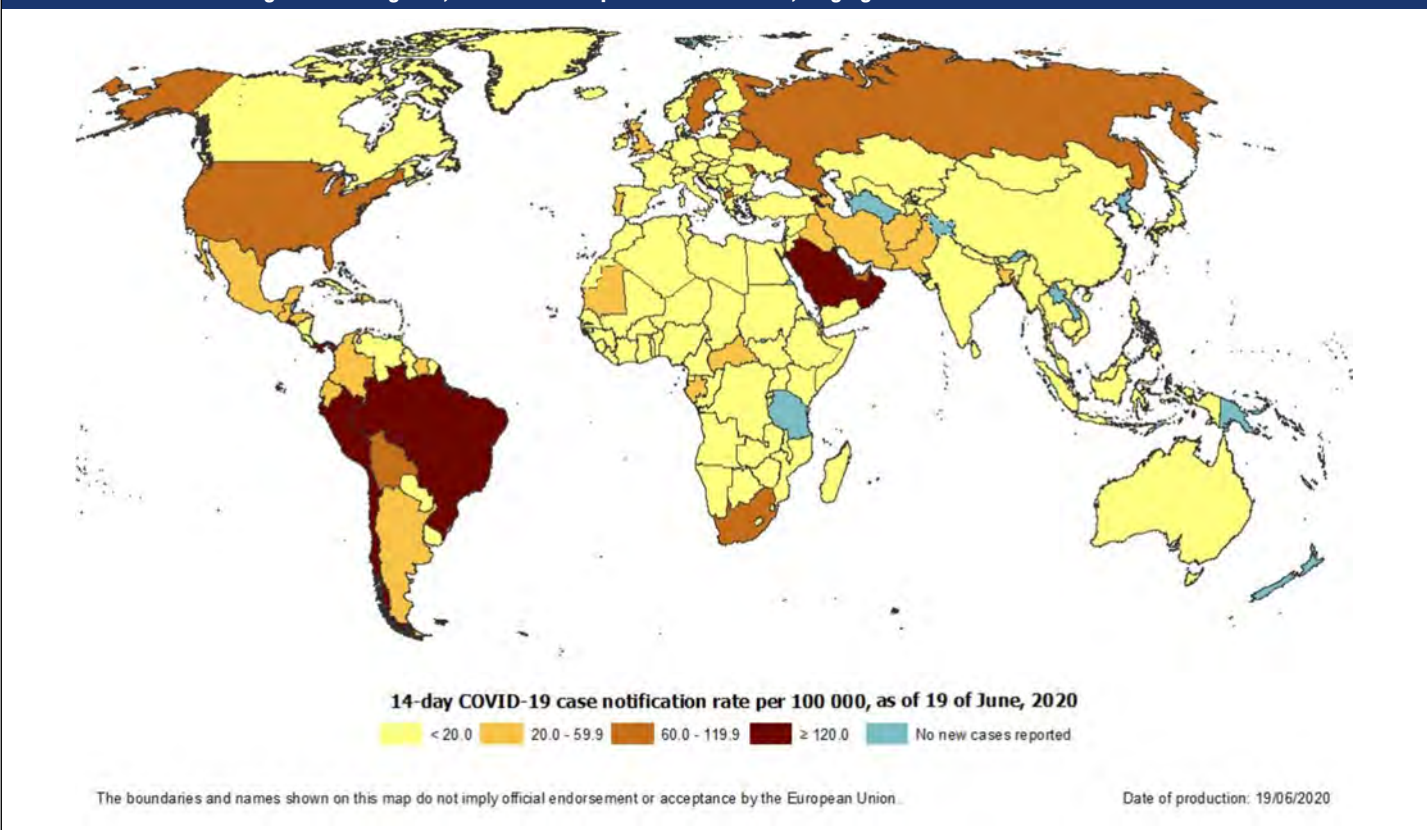 14-day COVID-19 case notification rate per 100 000, as of 19 of June, 2020
< 20.0 20.0 - 59.9 60.0 - 119.9 ≥ 120.0 No new cases reported
The boundaries and names shown on this map do not imply official endorsement or acceptance by the European Union. Date of production: 19/06/2020